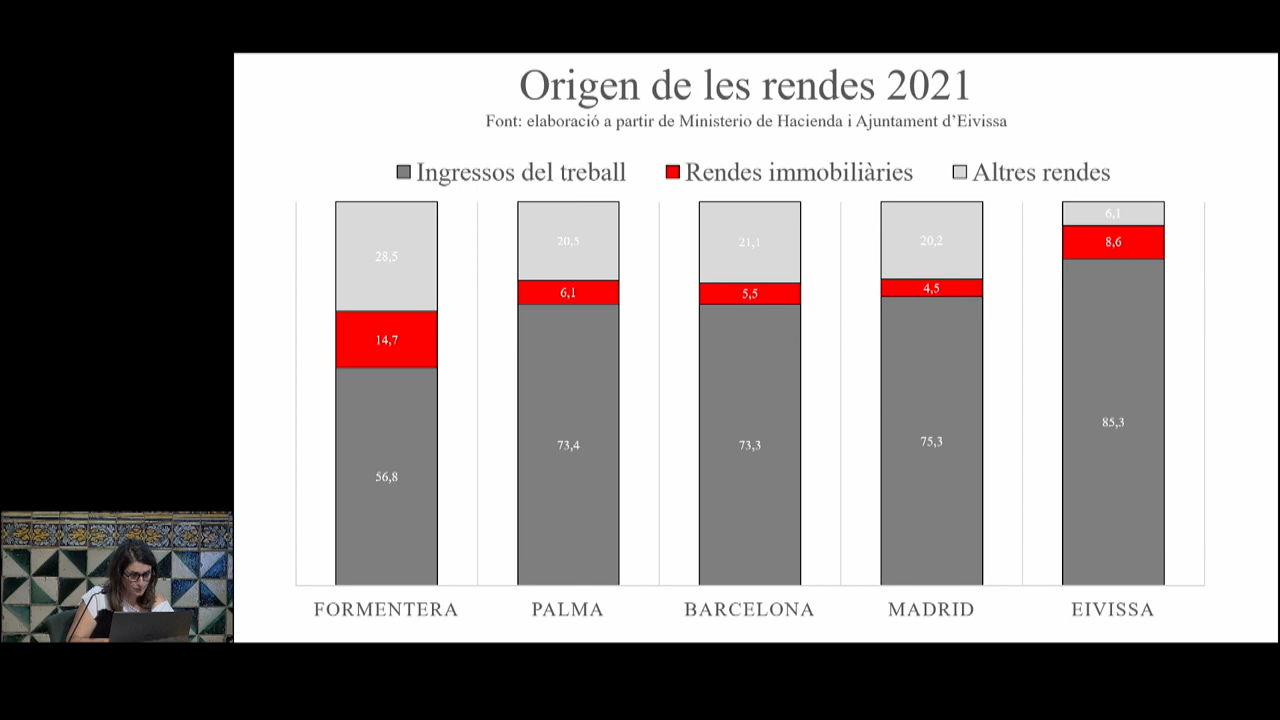 Origen de les rendes 2021
Font: elaboració a partir de Ministerio de Hacienda i Ajuntament d'Eivissa
Ingressos del treball Rendes immobiliàries Altres rendes
28,5 20,5 21,1 20,2 6,1
14,7 6,1 5,5 4,5 8,6
56,8 73,4 73,3 75,3 85,3
FORMENTERA PALMA BARCELONA MADRID EIVISSA